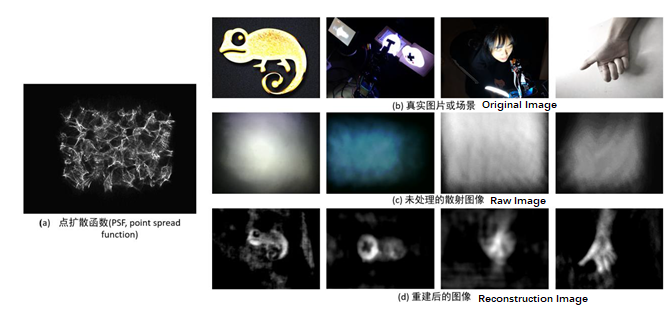 (a) 点扩散函数(PSF, point spread
function)
(b) 真实图片或场景 Original Image
(c) 未处理的散射图像 Raw Image
(d) 重建后的图像 Reconstruction Image